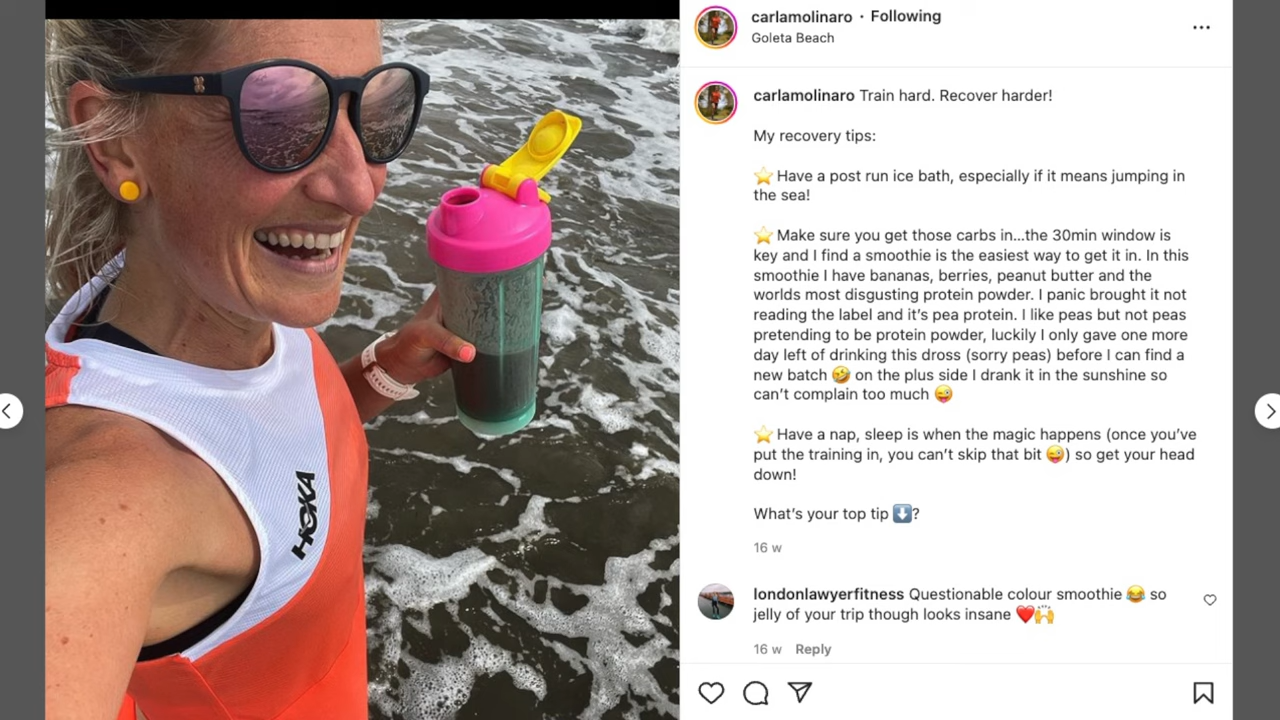 carlamolinaro · Following
Goleta Beach
carlamolinaro Train hard. Recover harder!
My recovery tips:
⭐ Have a post run ice bath, especially if it means jumping in
the sea!
⭐ Make sure you get those carbs in...the 30min window is
key and I find a smoothie is the easiest way to get it in. In this
smoothie I have bananas, berries, peanut butter and the
worlds most disgusting protein powder. I panic brought it not
reading the label and it's pea protein. I like peas but not peas
pretending to be protein powder, luckily I only gave one more
day left of drinking this dross (sorry peas) before I can find a
new batch 🤣 on the plus side I drank it in the sunshine so
can't complain too much 😜
⭐ Have a nap, sleep is when the magic happens (once you've
put the training in, you can't skip that bit 😜) so get your head
down!
What's your top tip ⬇️?
16 w
londonlawyerfitness Questionable colour smoothie 😂 so
jelly of your trip though looks insane ❤️🙌
16 w Reply
HOKA